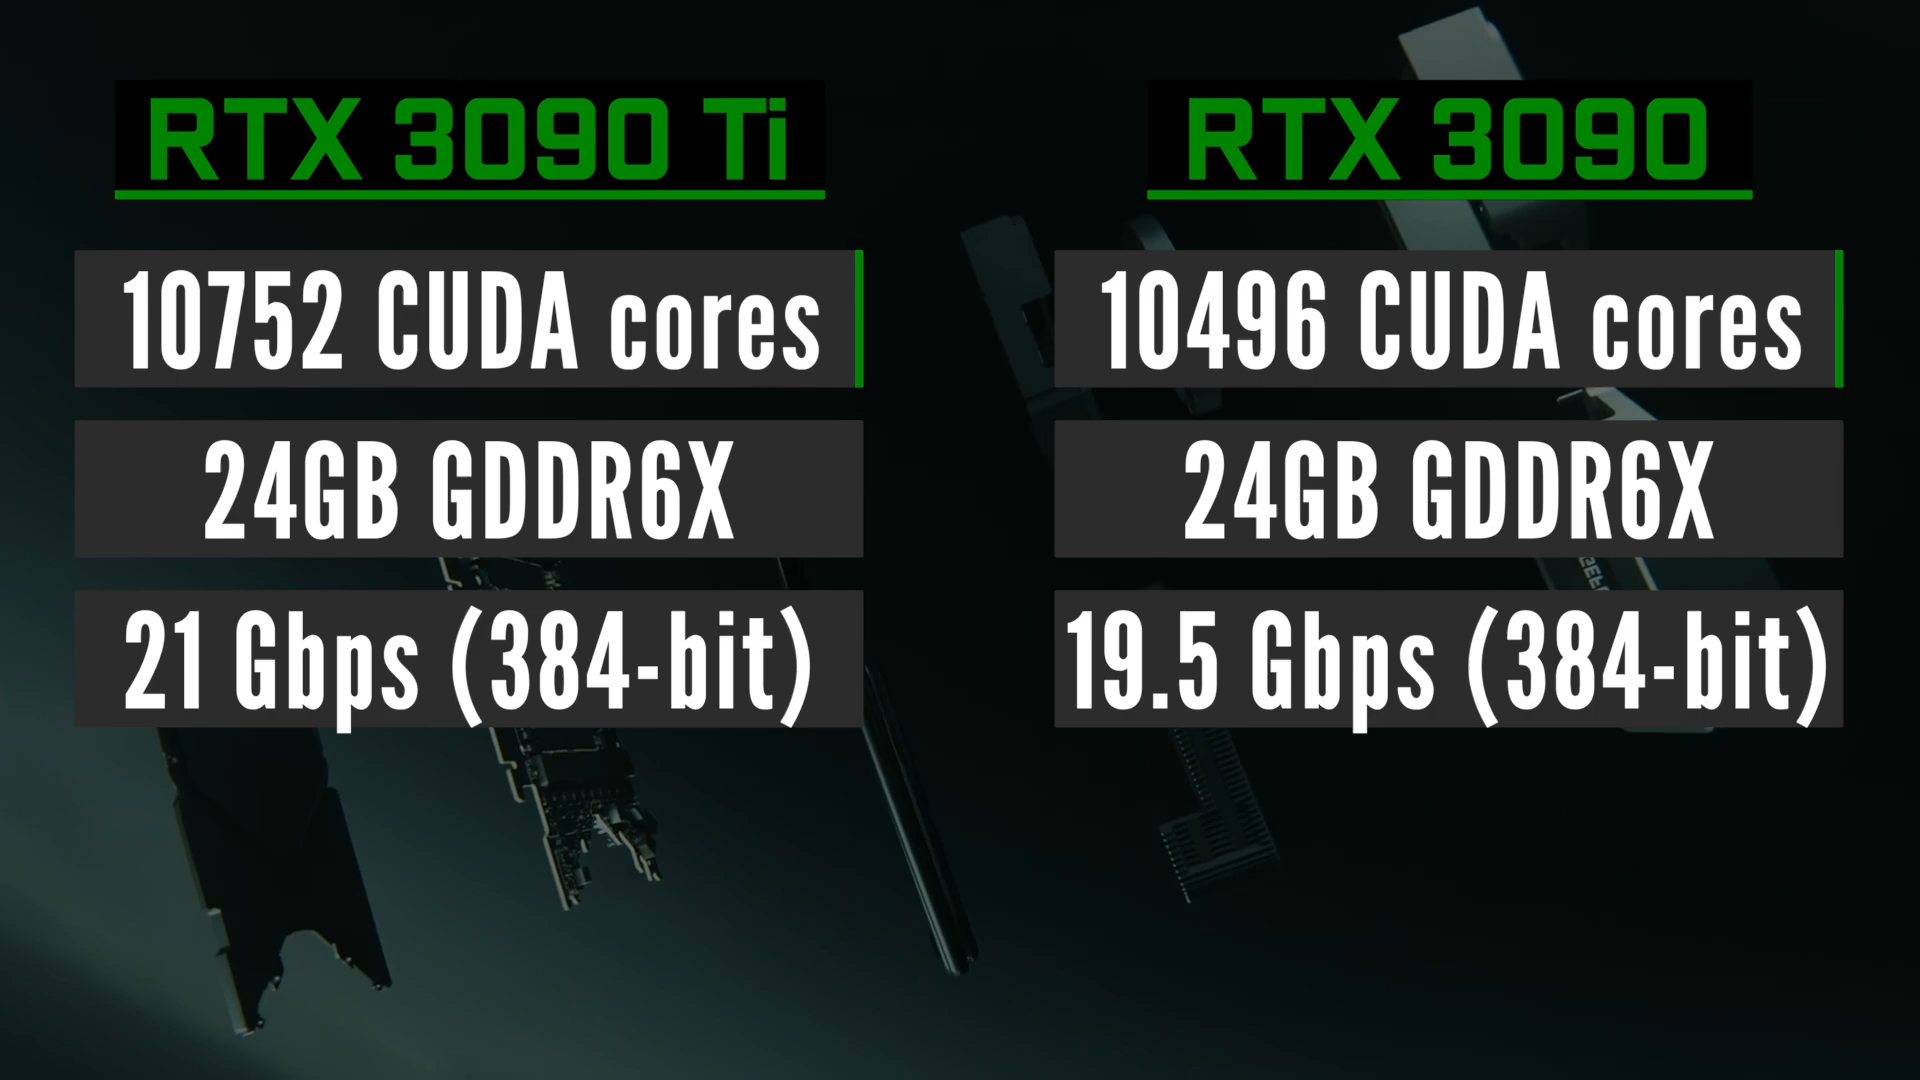 RTX 3090 Ti
10752 CUDA cores
24GB GDDR6X
21 Gbps (384-bit)
RTX 3090
10496 CUDA cores
24GB GDDR6X
19.5 Gbps (384-bit)